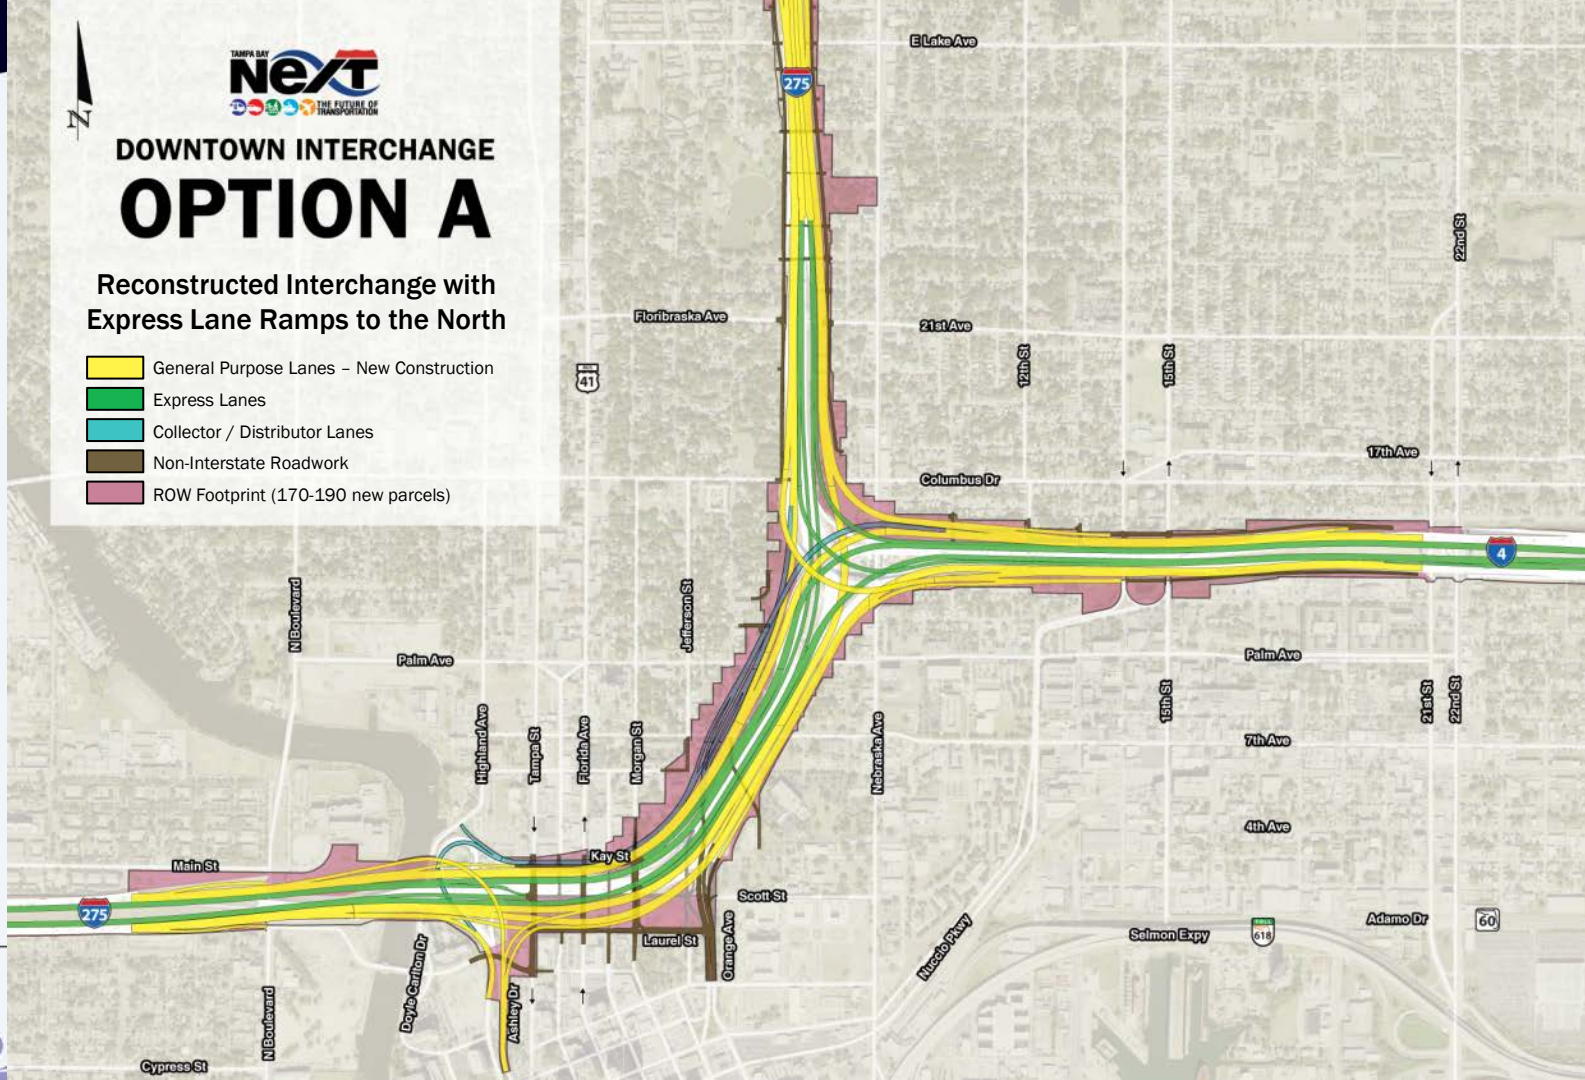 TAMPA BAY
NeXT
THE FUTURE OF
TRANSPORTATION
N
DOWNTOWN INTERCHANGE
OPTION A
Reconstructed Interchange with
Express Lane Ramps to the North
General Purpose Lanes – New Construction
Express Lanes
Collector / Distributor Lanes
Non-Interstate Roadwork
ROW Footprint (170-190 new parcels)
E Lake Ave
275
22nd St
Floribraska Ave
21st Ave
41
12th St
15th St
17th Ave
Columbus Dr
4
N Boulevard
Jefferson St
Palm Ave
Palm Ave
Highland Ave
Tampa St
Florida Ave
Morgan St
Nebraska Ave
15th St
21st St
22nd St
7th Ave
4th Ave
Main St
Kay St
Scott St
275
Laurel St
Orange Ave
Nuccio Pkwy
Selmon Expy
618
Adamo Dr
60
Doyle Carlton Dr
Ashley Dr
N Boulevard
Cypress St